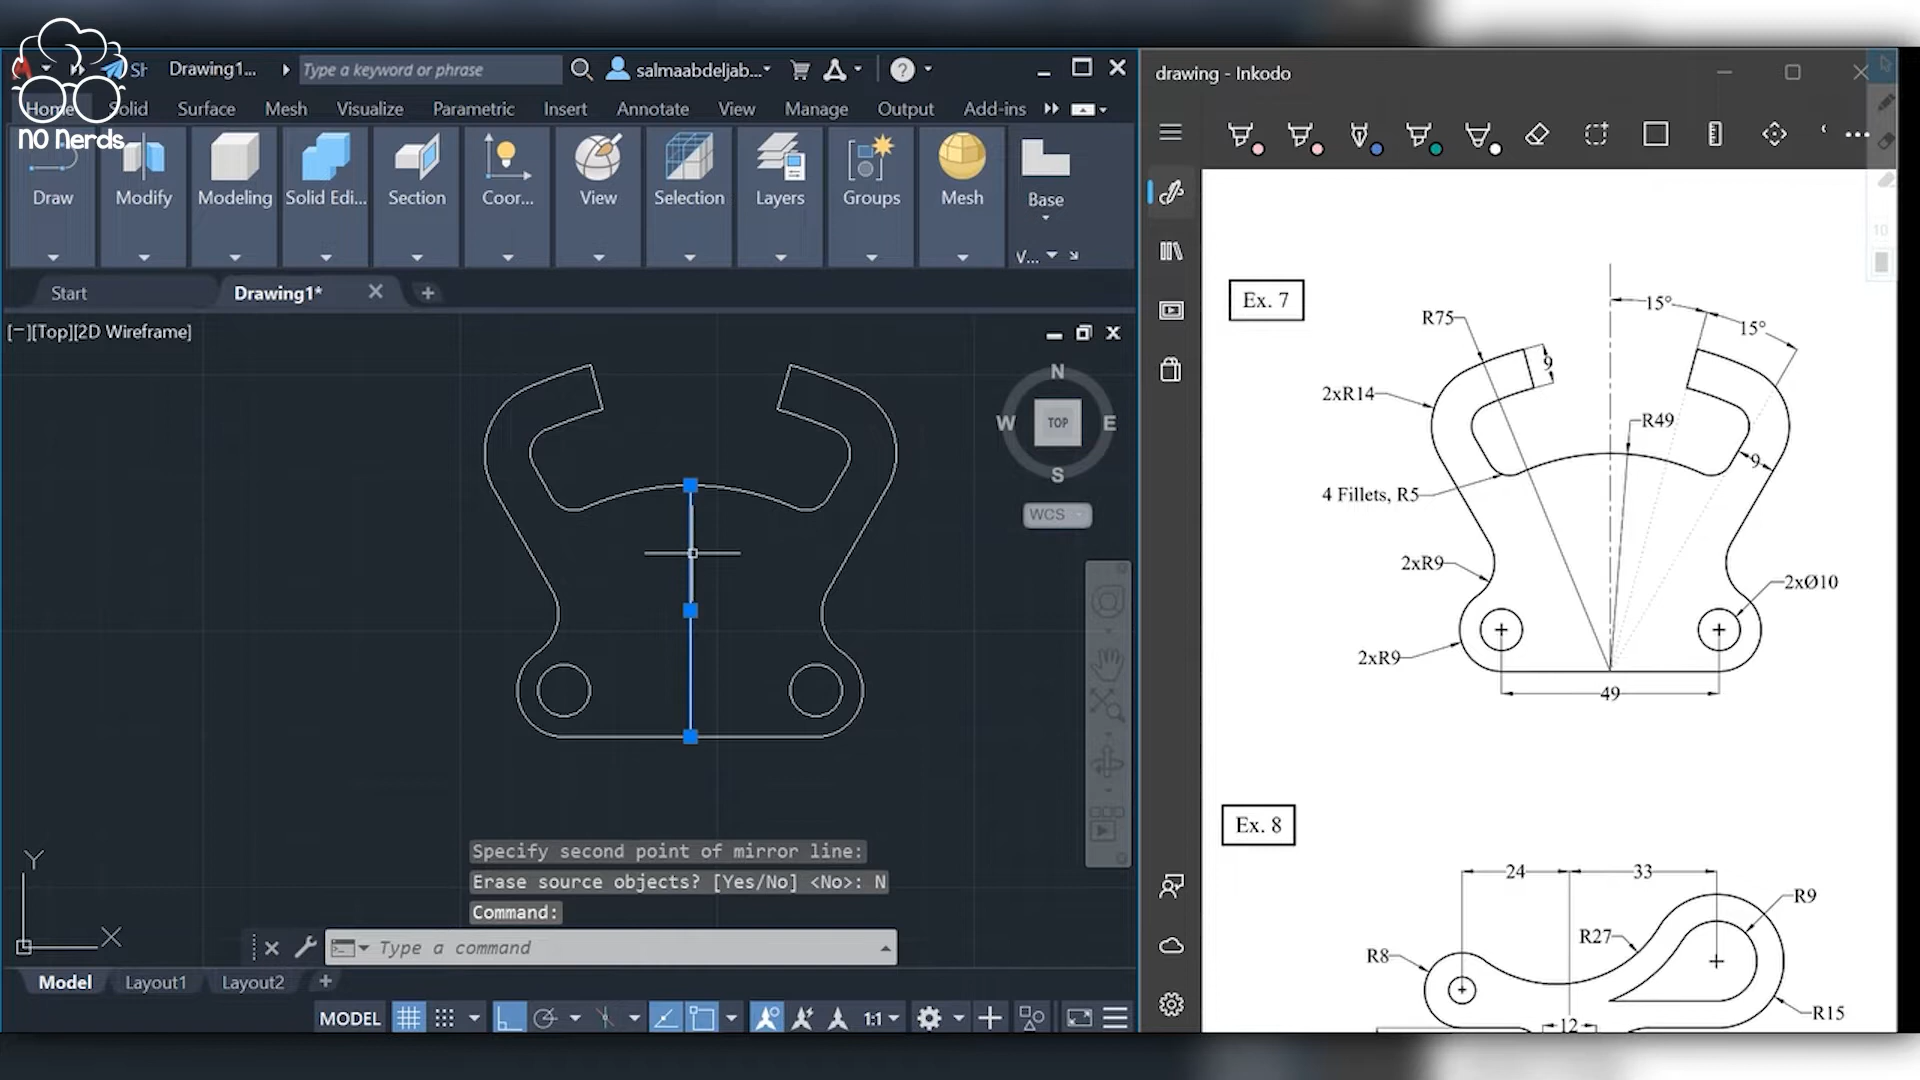 NO Nerds
Sh
Drawing1...
Type a keyword or phrase
salmaabdeljab...
Home
Solid
Surface
Mesh
Visualize
Parametric
Insert
Annotate
View
Manage
Output
Add-ins
Draw
Modify
Modeling
Solid Edi...
Section
Coor...
View
Selection
Layers
Groups
Mesh
Base
V...
Start
Drawing1*
[−][Top][2D Wireframe]
N
W
TOP
E
S
WCS
Y
X
Specify second point of mirror line:
Erase source objects? [Yes/No] <No>: N
Command:
Type a command
Model
Layout1
Layout2
MODEL
1:1
drawing - Inkodo
10
Ex. 7
15°
15°
R75
9
2xR14
R49
9
4 Fillets, R5
2xR9
2xØ10
2xR9
49
Ex. 8
24
33
R9
R27
R8
R15
12